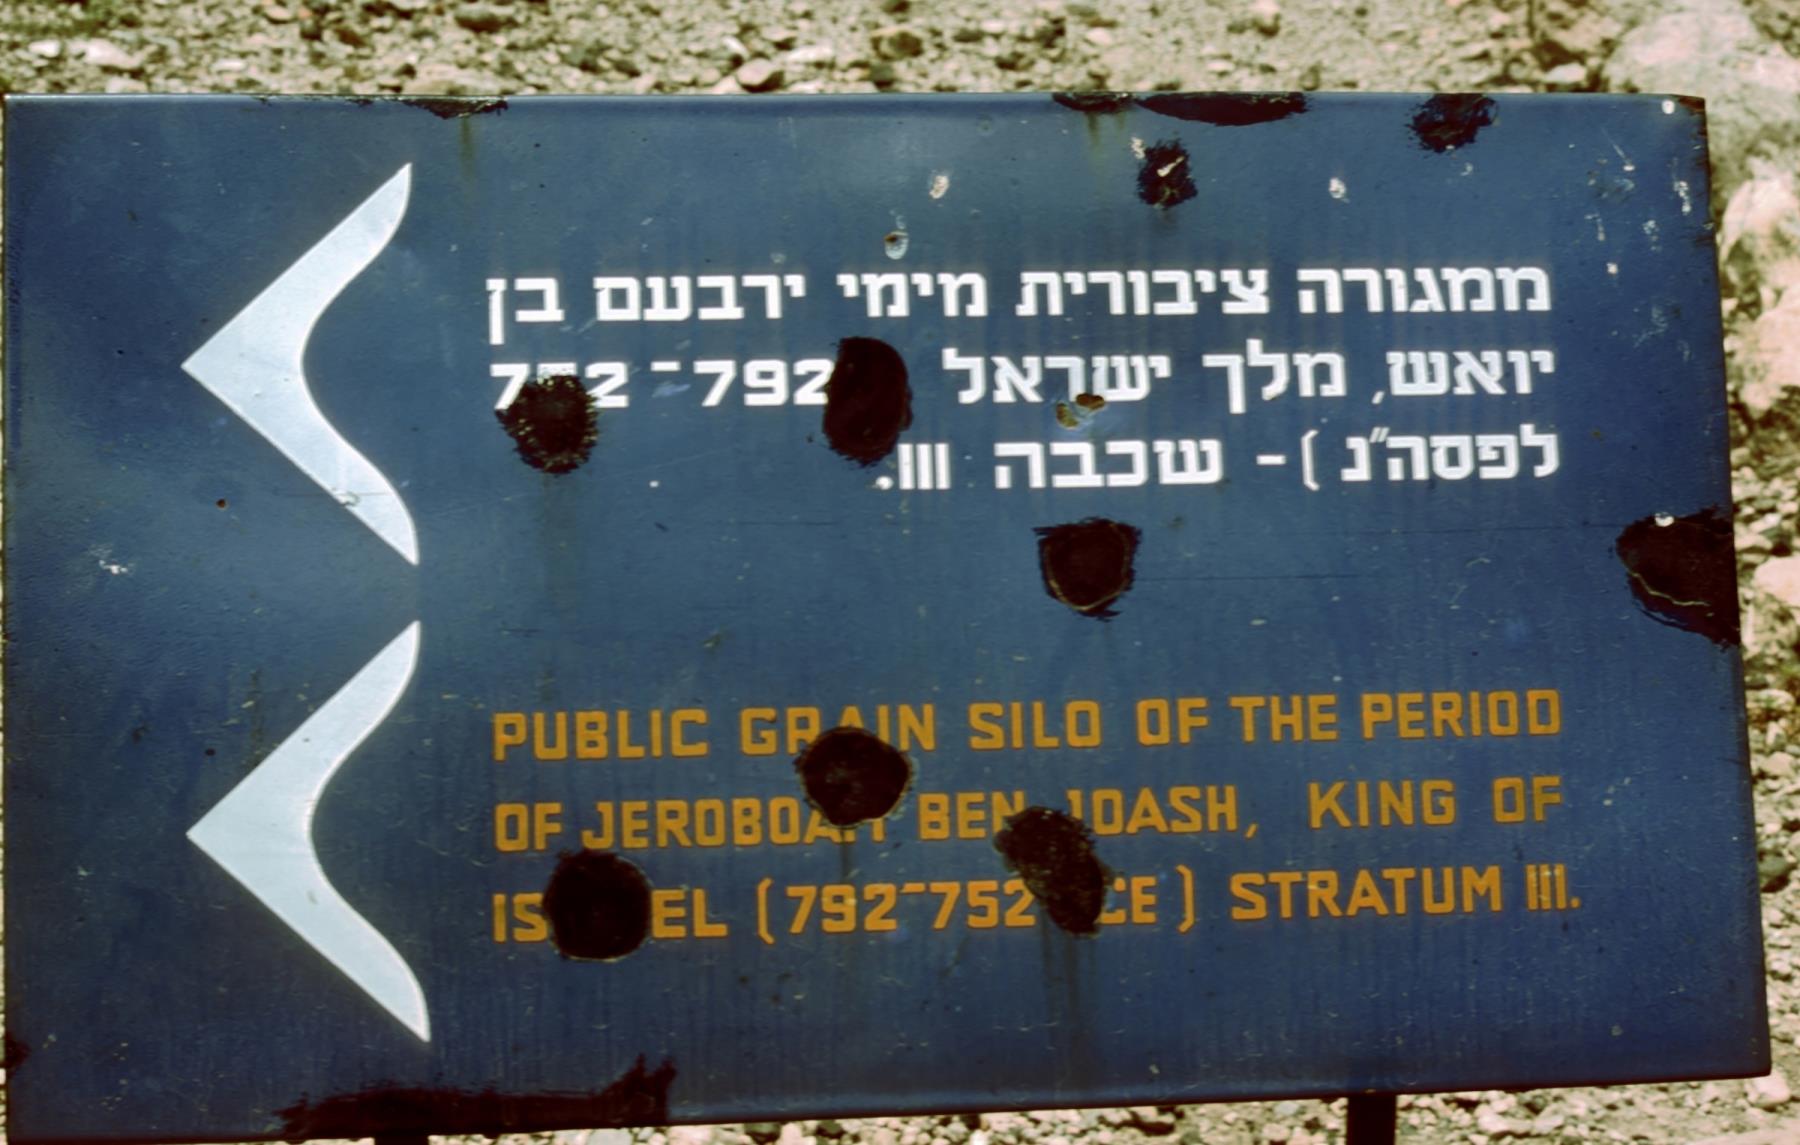 ממגורה ציבורית מימי ירבעם בן
יואש, מלך ישראל 792־752
לפסה"נ ) - שכבה III.
PUBLIC GRAIN SILO OF THE PERIOD
OF JEROBOAM BEN JOASH, KING OF
ISRAEL (792-752 BCE) STRATUM III.